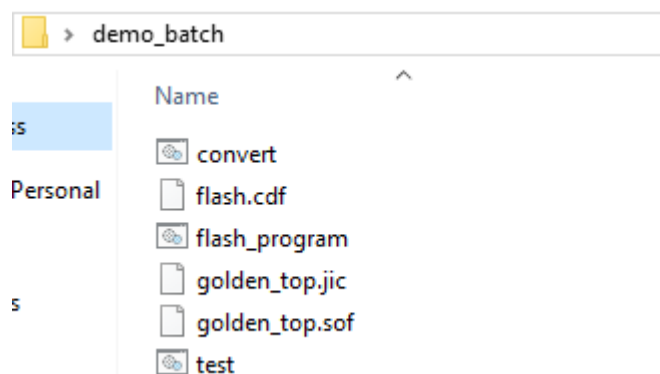 > demo_batch
Name
ss
convert
Personal
flash.cdf
flash_program
golden_top.jic
s
golden_top.sof
test